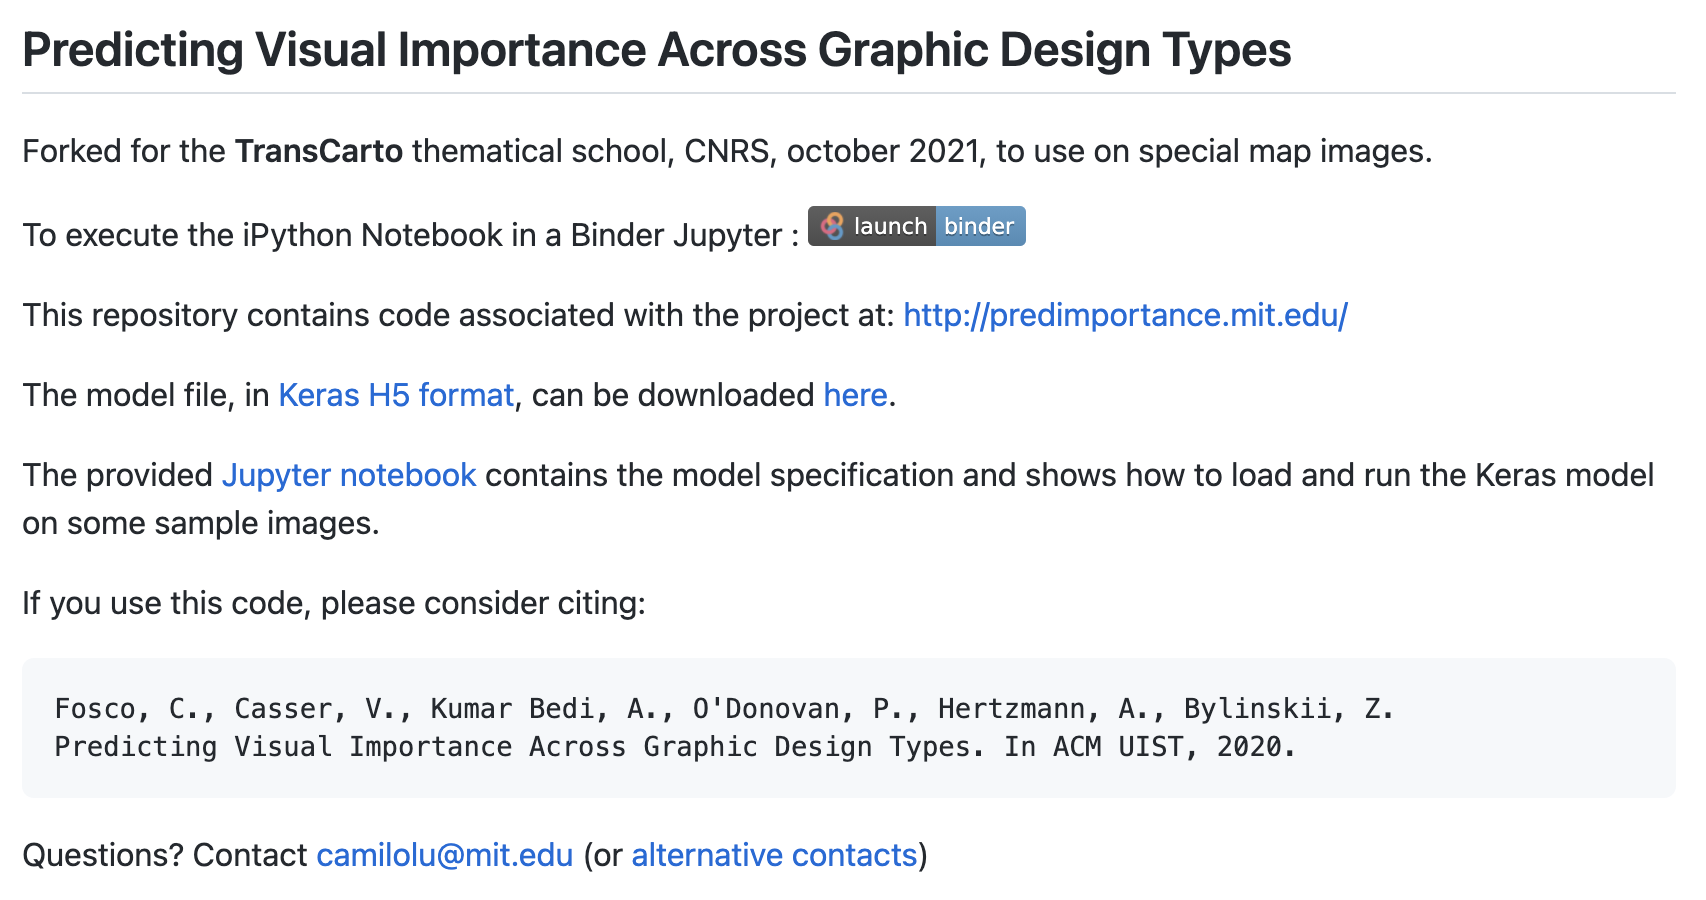 Predicting Visual Importance Across Graphic Design Types
Forked for the TransCarto thematical school, CNRS, october 2021, to use on special map images.
To execute the iPython Notebook in a Binder Jupyter : launch binder
This repository contains code associated with the project at: http://predimportance.mit.edu/
The model file, in Keras H5 format, can be downloaded here.
The provided Jupyter notebook contains the model specification and shows how to load and run the Keras model
on some sample images.
If you use this code, please consider citing:
Fosco, C., Casser, V., Kumar Bedi, A., O'Donovan, P., Hertzmann, A., Bylinskii, Z.
Predicting Visual Importance Across Graphic Design Types. In ACM UIST, 2020.
Questions? Contact camilolu@mit.edu (or alternative contacts)